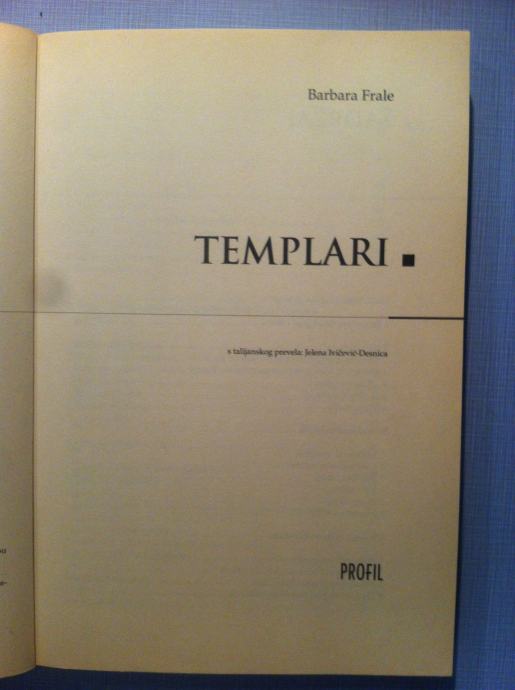 Barbara Frale
TEMPLARI
s talijanskog prevela: Jelena Ivičević-Desnica
PROFIL